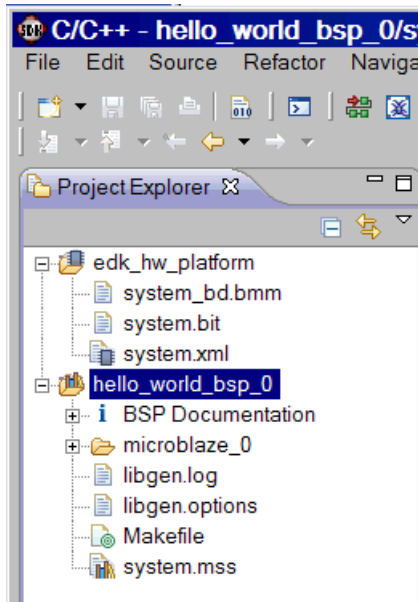 C/C++ - hello_world_bsp_0/s
File Edit Source Refactor Naviga
Project Explorer
edk_hw_platform
system_bd.bmm
system.bit
system.xml
hello_world_bsp_0
BSP Documentation
microblaze_0
libgen.log
libgen.options
Makefile
system.mss